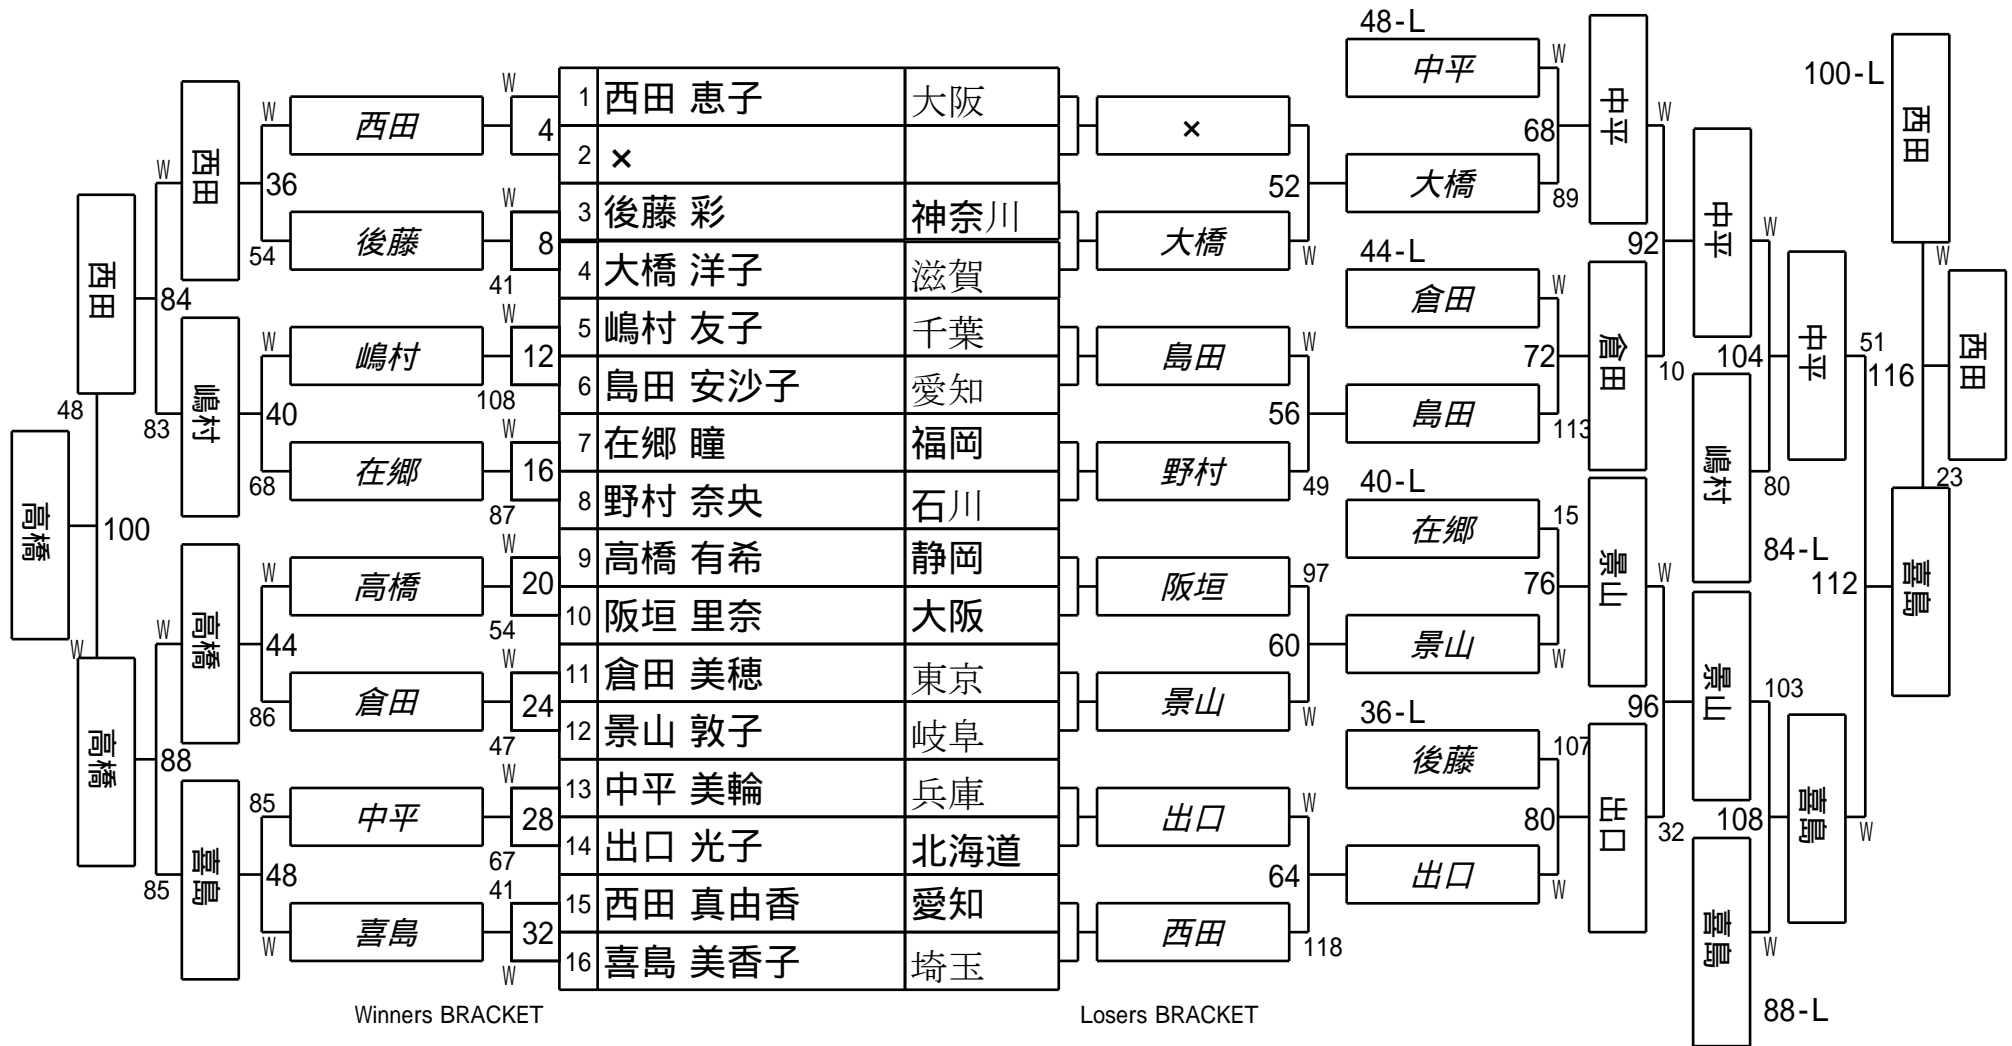 1 西田 恵子 大阪
2 ×
3 後藤 彩 神奈川
4 大橋 洋子 滋賀
5 嶋村 友子 千葉
6 島田 安沙子 愛知
7 在郷 瞳 福岡
8 野村 奈央 石川
9 高橋 有希 静岡
10 阪垣 里奈 大阪
11 倉田 美穂 東京
12 景山 敦子 岐阜
13 中平 美輪 兵庫
14 出口 光子 北海道
15 西田 真由香 愛知
16 喜島 美香子 埼玉
W
4
8
W
41
12
W
108
16
W
87
20
W
54
24
W
47
28
W
67
32
41
W
西田
後藤
嶋村
在郷
高橋
倉田
中平
喜島
W
36
54
W
40
68
W
44
86
85
48
W
西田
嶋村
高橋
喜島
W
84
83
W
88
85
西田
高橋
48
100
W
高橋
Winners BRACKET
×
大橋
島田
野村
阪垣
景山
出口
西田
52
W
W
56
49
97
60
W
W
64
118
48-L
中平
大橋
44-L
倉田
島田
40-L
在郷
景山
36-L
後藤
出口
W
68
89
W
72
113
15
76
W
107
80
W
中平
倉田
景山
出口
W
92
10
W
96
32
中平
嶋村
84-L
景山
喜島
88-L
W
104
80
103
108
W
中平
喜島
51
112
W
100-L
西田
喜島
W
116
23
西田
Losers BRACKET